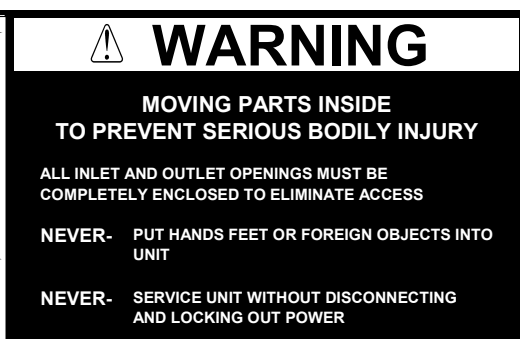 WARNING
MOVING PARTS INSIDE
TO PREVENT SERIOUS BODILY INJURY
ALL INLET AND OUTLET OPENINGS MUST BE
COMPLETELY ENCLOSED TO ELIMINATE ACCESS
NEVER- PUT HANDS FEET OR FOREIGN OBJECTS INTO
UNIT
NEVER- SERVICE UNIT WITHOUT DISCONNECTING
AND LOCKING OUT POWER